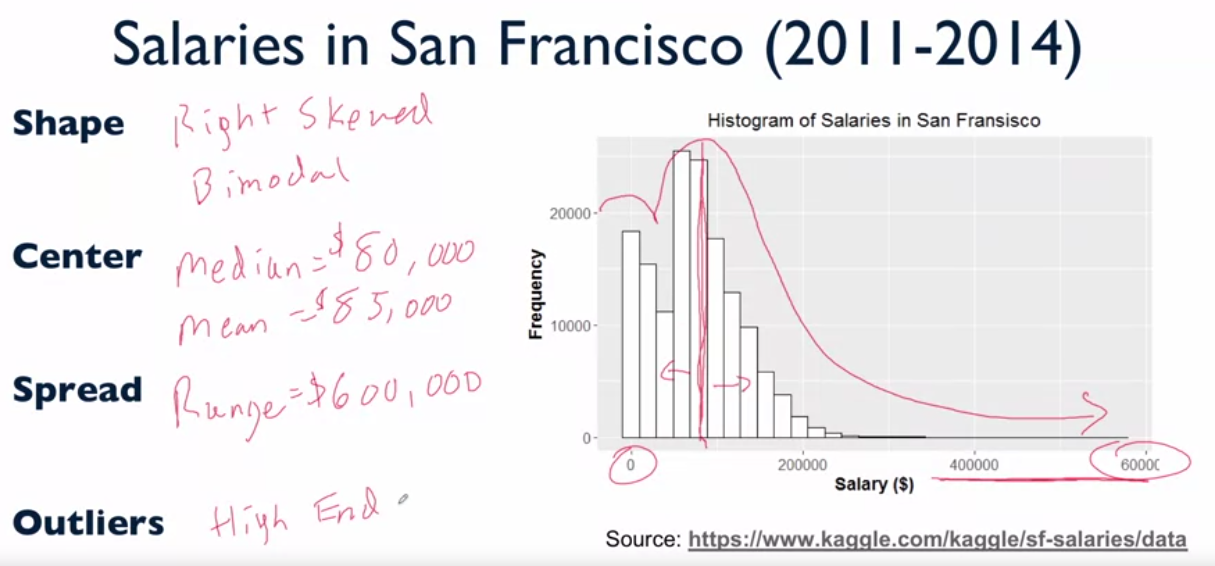 Salaries in San Francisco (2011-2014)
Shape
Right Skewed
Bimodal
Center
Median = $80,000
Mean = $85,000
Spread
Range = $600,000
Outliers
High End
Histogram of Salaries in San Fransisco
Frequency
20000
10000
0
0
200000
400000
60000
Salary ($)
Source: https://www.kaggle.com/kaggle/sf-salaries/data